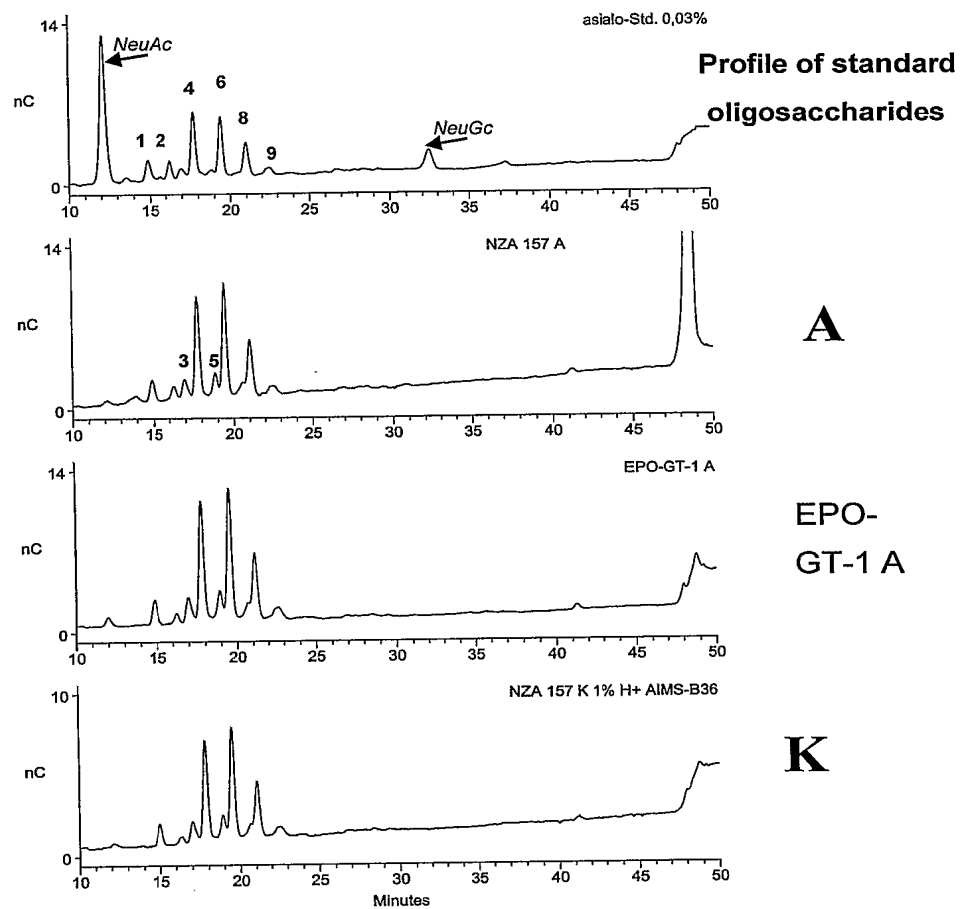 14
asialo-Std. 0,03%
NeuAc
Profile of standard
oligosaccharides
nC
1 2 4 6 8 9
NeuGc
0
10 15 20 25 30 35 40 45 50
14
NZA 157 A
nC
A
3 5
0
10 15 20 25 30 35 40 45 50
14
EPO-GT-1 A
nC
EPO-
GT-1 A
0
10 15 20 25 30 35 40 45 50
10
NZA 157 K 1% H+ AIMS-B36
nC
K
0
10 15 20 25 30 35 40 45 50
Minutes